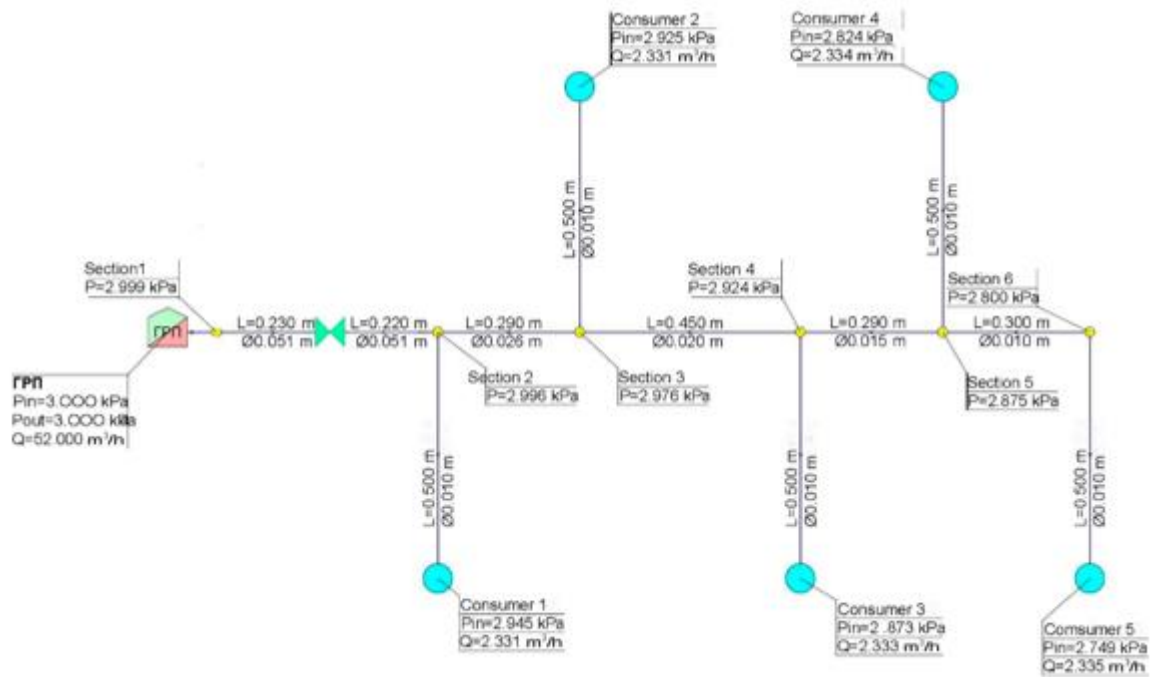 Consumer 2
Pin=2.925 kPa
Q=2.331 m³/h
Consumer 4
Pin=2.824 kPa
Q=2.334 m³/h
L=0.500 m
Ø0.010 m
L=0.500 m
Ø0.010 m
Section1
P=2.999 kPa
Section 4
P=2.924 kPa
Section 6
P=2.800 kPa
ГРП
L=0.230 m
Ø0.051 m
L=0.220 m
Ø0.051 m
L=0.290 m
Ø0.026 m
L=0.450 m
Ø0.020 m
L=0.290 m
Ø0.015 m
L=0.300 m
Ø0.010 m
ГРП
Pin=3.OOO kPa
Pout=3.OOO kPa
Q=52.000 m³/h
Section 2
P=2.996 kPa
Section 3
P=2.976 kPa
Section 5
P=2.875 kPa
L=0.500 m
Ø0.010 m
L=0.500 m
Ø0.010 m
L=0.500 m
Ø0.010 m
Consumer 1
Pin=2.945 kPa
Q=2.331 m³/h
Consumer 3
Pin=2 .873 kPa
Q=2.333 m³/h
Comsumer 5
Pin=2.749 kPa
Q=2.335 m³/h